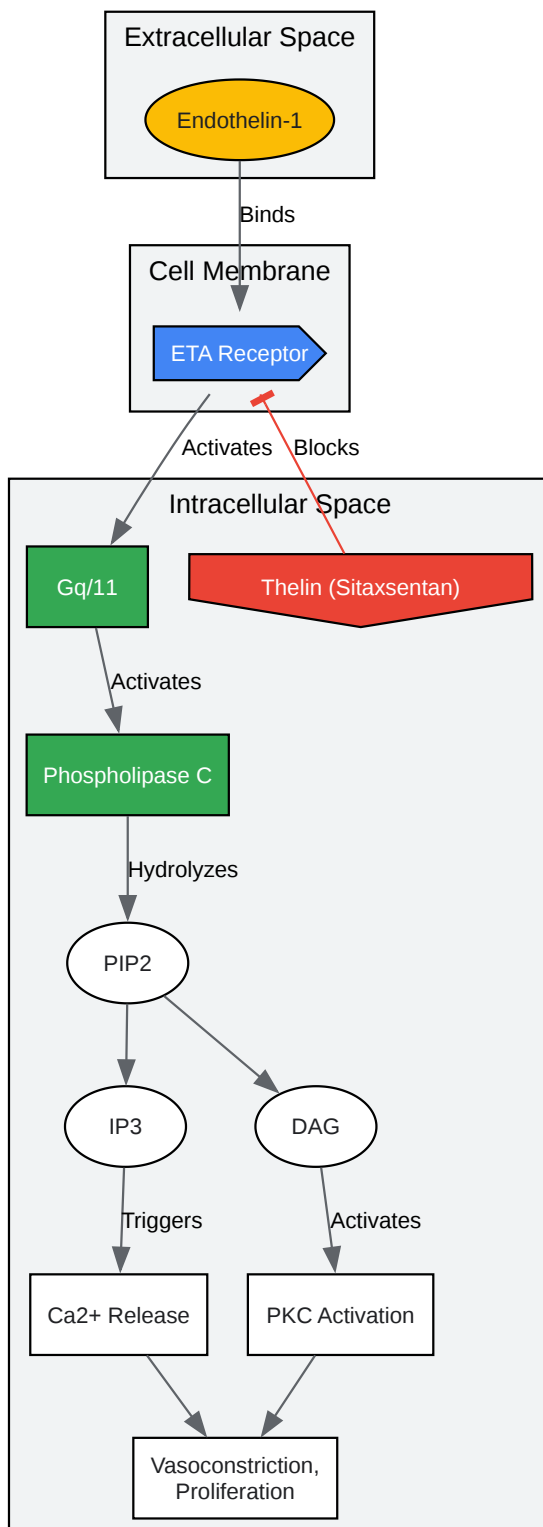 Extracellular Space
Endothelin-1
Binds
Cell Membrane
ETA Receptor
Activates
Blocks
Intracellular Space
Gq/11
Thelin (Sitaxsentan)
Activates
Phospholipase C
Hydrolyzes
PIP2
IP3
DAG
Triggers
Activates
Ca2+ Release
PKC Activation
Vasoconstriction,
Proliferation